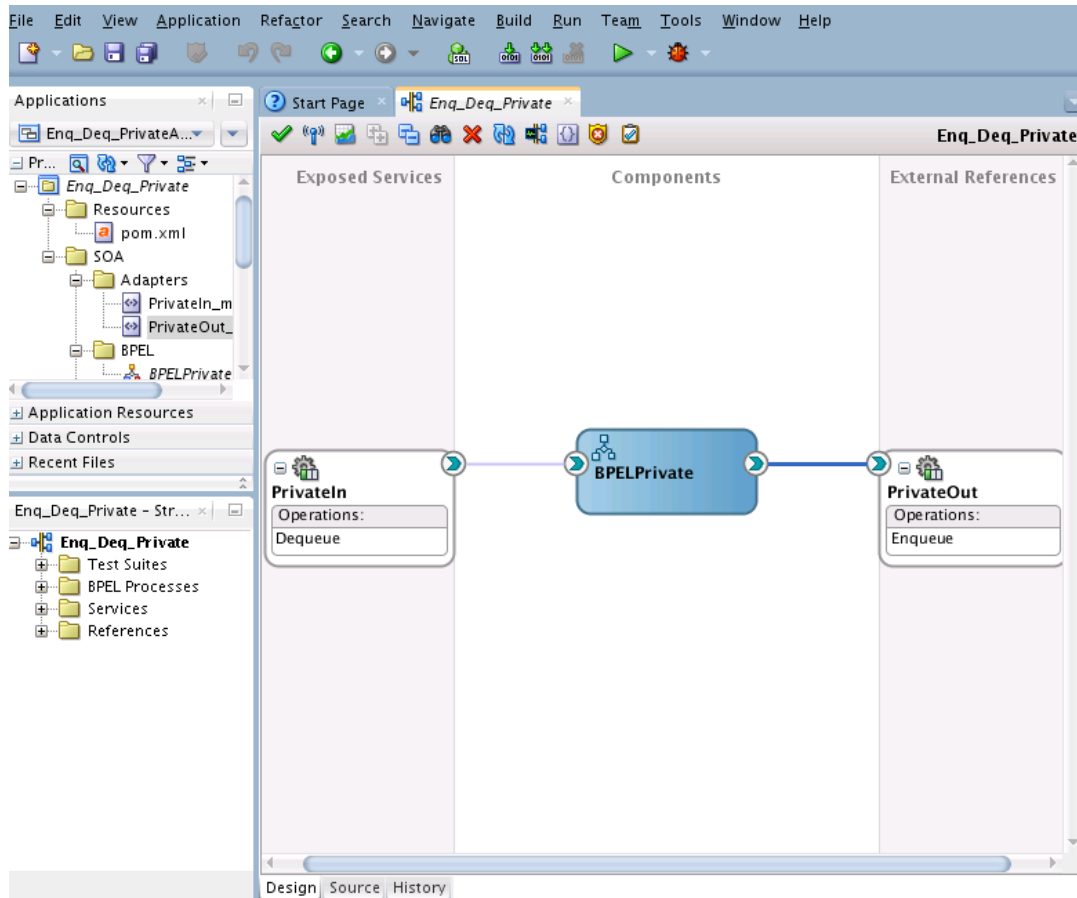 File Edit View Application Refactor Search Navigate Build Run Team Tools Window Help
Applications
Start Page
Enq_Deq_Private
Enq_Deq_PrivateA...
Enq_Deq_Private
Pr...
Exposed Services
Components
External References
Enq_Deq_Private
Resources
pom.xml
SOA
Adapters
PrivateIn_m
PrivateOut_
BPEL
BPELPrivate
Application Resources
Data Controls
Recent Files
PrivateIn
Operations:
Dequeue
BPELPrivate
PrivateOut
Operations:
Enqueue
Enq_Deq_Private - Str...
Enq_Deq_Private
Test Suites
BPEL Processes
Services
References
Design Source History